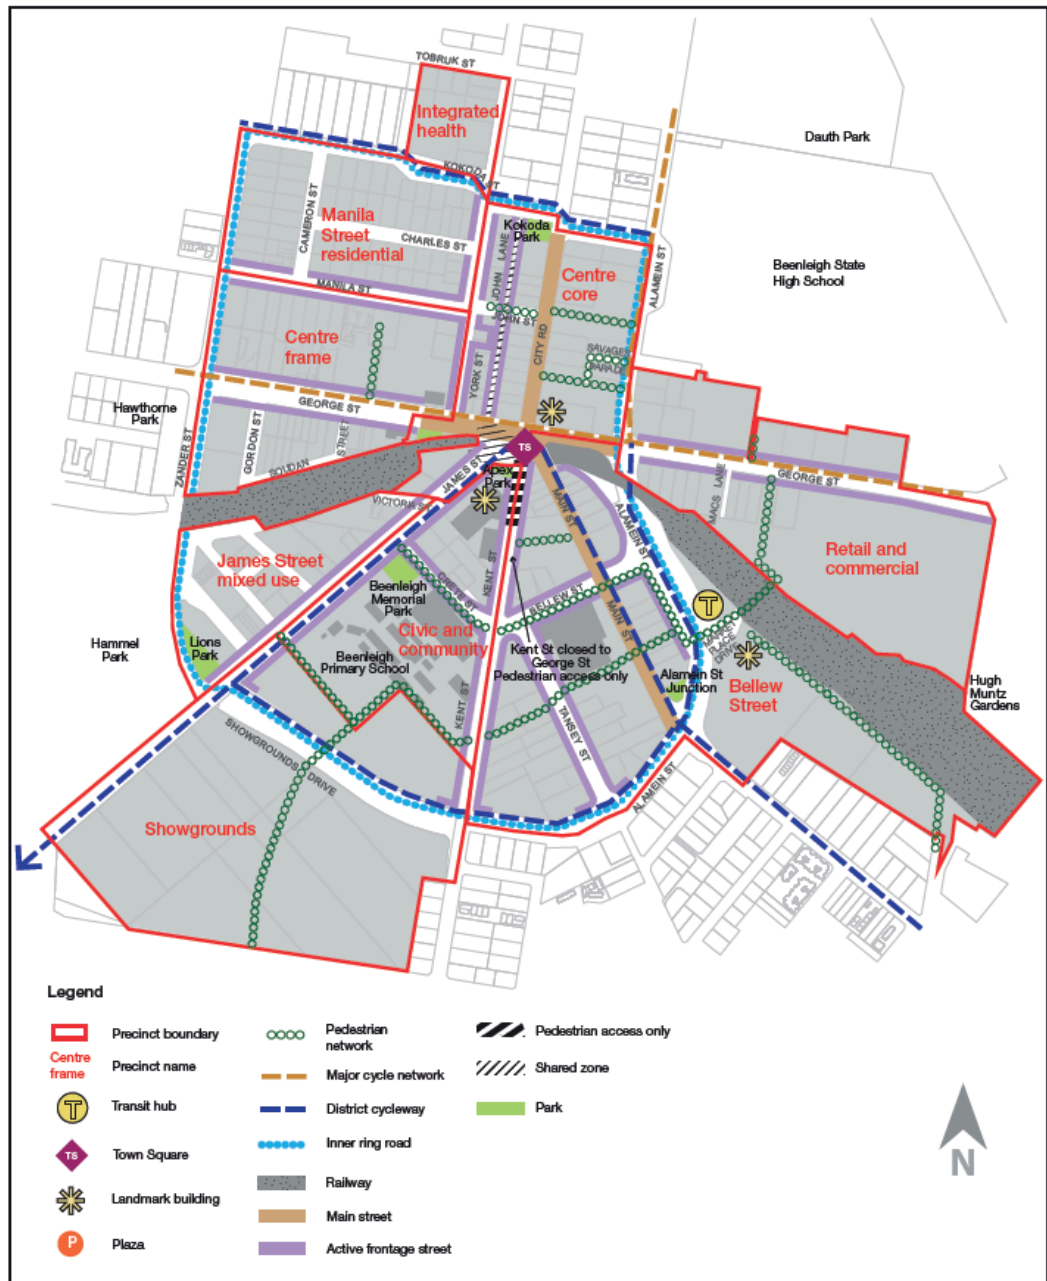 TOBRUK ST
Integrated
health
Dauth Park
KOKODA ST
CAMERON ST
Manila
Street
residential
CHARLES ST
Kokoda
Park
JOHN LANE
Centre
core
ALAMEIN ST
Beenleigh State
High School
MANILA ST
JOHN ST
CITY RD
SAVAGES
PARADE
Centre
frame
YORK ST
GEORGE ST
Hawthorne
Park
ZANDER ST
GORDON ST
SOUDAN
STREET
TS
JAMES ST
Apex
Park
MACS LANE
GEORGE ST
VICTORIA ST
MAIN ST
ALAMEIN ST
Retail and
commercial
James Street
mixed use
KENT ST
CRETE ST
Beenleigh
Memorial
Park
BELLEW ST
MAIN ST
T
MARKET
PLACE
DRIVE
Hammel
Park
Lions
Park
Civic and
community
Beenleigh
Primary School
Kent St closed to
George St
Pedestrian access only
Alamein St
Junction
Bellew
Street
Hugh
Muntz
Gardens
KENT ST
TANSEY ST
SHOWGROUNDS DRIVE
ALAMEIN ST
Showgrounds
Legend
Precinct boundary
Centre
frame
Precinct name
T
Transit hub
TS
Town Square
Landmark building
P
Plaza
Pedestrian
network
Major cycle network
District cycleway
Inner ring road
Railway
Main street
Active frontage street
Pedestrian access only
Shared zone
Park
N